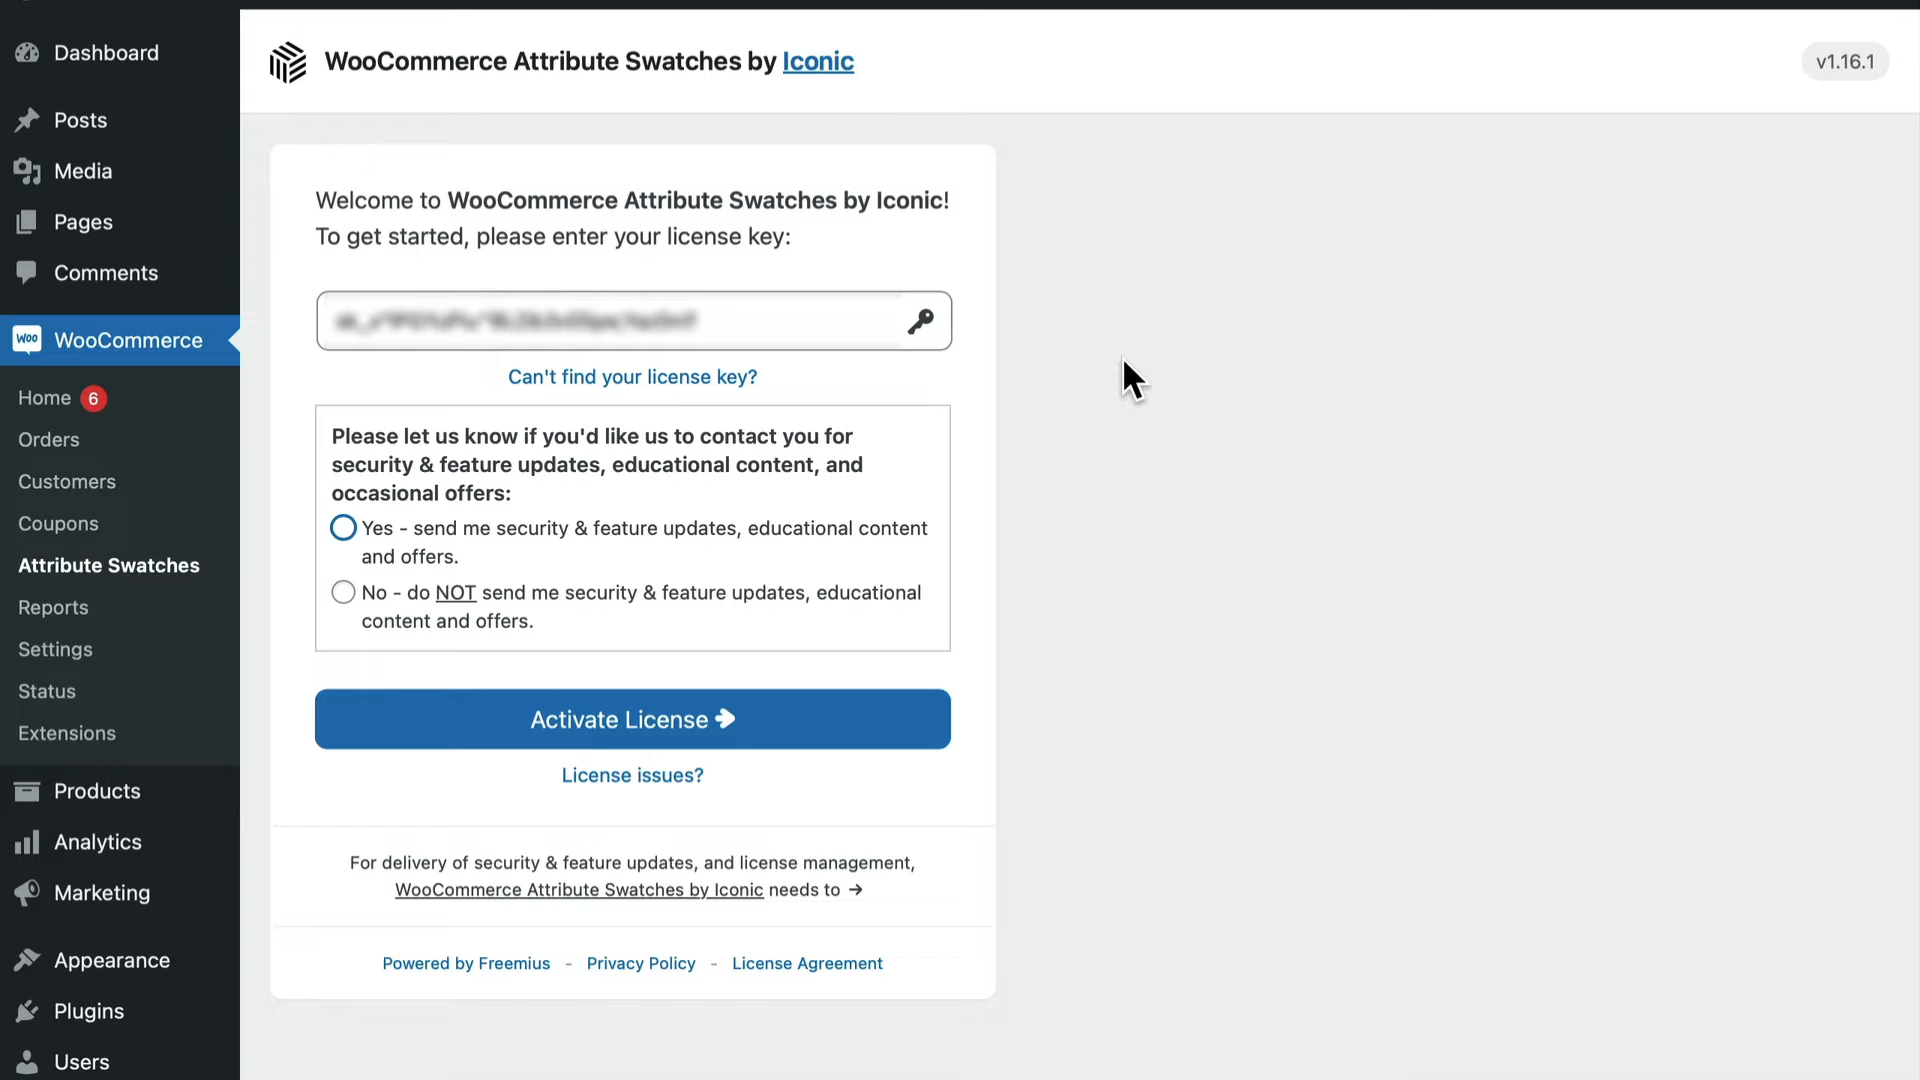 Dashboard
Posts
Media
Pages
Comments
woo WooCommerce
Home 6
Orders
Customers
Coupons
Attribute Swatches
Reports
Settings
Status
Extensions
Products
Analytics
Marketing
Appearance
Plugins
Users
WooCommerce Attribute Swatches by Iconic
v1.16.1
Welcome to WooCommerce Attribute Swatches by Iconic!
To get started, please enter your license key:
Can't find your license key?
Please let us know if you'd like us to contact you for
security & feature updates, educational content, and
occasional offers:
Yes - send me security & feature updates, educational content
and offers.
No - do NOT send me security & feature updates, educational
content and offers.
Activate License →
License issues?
For delivery of security & feature updates, and license management,
WooCommerce Attribute Swatches by Iconic needs to →
Powered by Freemius - Privacy Policy - License Agreement